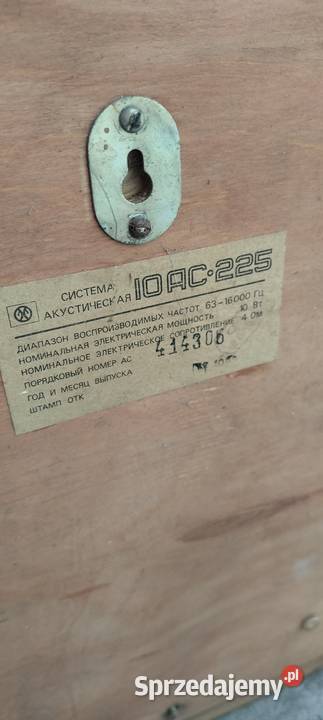 СИСТЕМА
АКУСТИЧЕСКАЯ 10АС-225
ДИАПАЗОН ВОСПРОИЗВОДИМЫХ ЧАСТОТ 63-16000 ГЦ
НОМИНАЛЬНАЯ ЭЛЕКТРИЧЕСКАЯ МОЩНОСТЬ 10 ВТ
НОМИНАЛЬНОЕ ЭЛЕКТРИЧЕСКОЕ СОПРОТИВЛЕНИЕ 4 ОМ
ПОРЯДКОВЫЙ НОМЕР АС 414306
ГОД И МЕСЯЦ ВЫПУСКА
ШТАМП ОТК
Sprzedajemy.pl